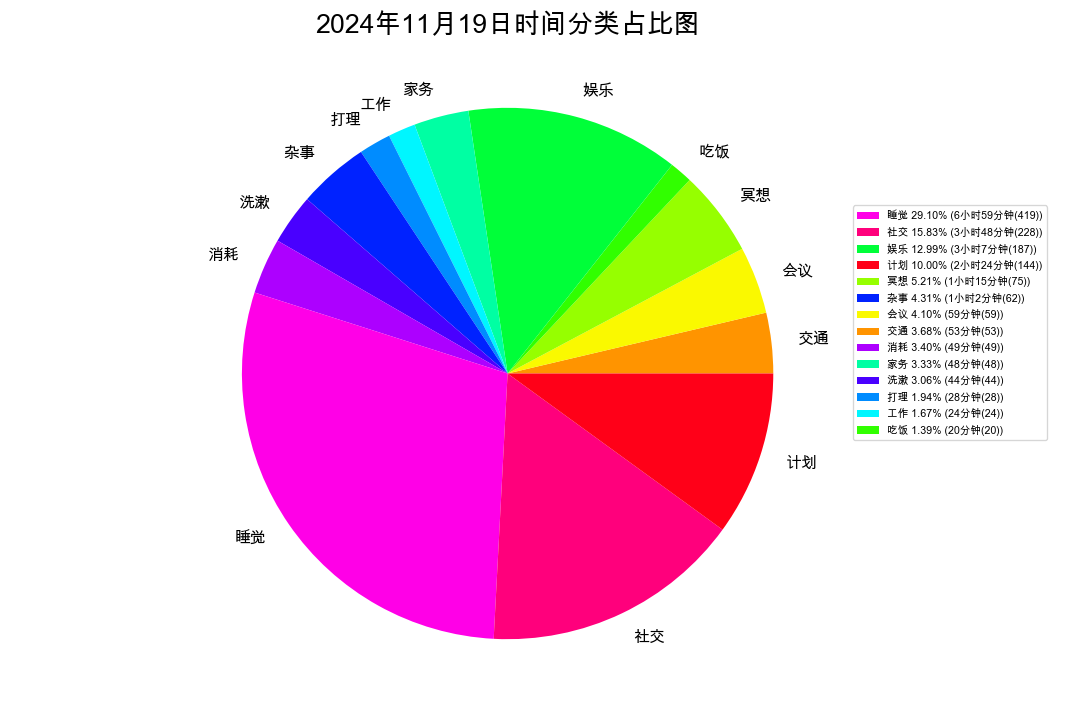 2024年11月19日时间分类占比图
家务
娱乐
工作
打理
吃饭
杂事
冥想
洗漱
消耗
会议
交通
计划
睡觉
社交
睡觉 29.10% (6小时59分钟(419))
社交 15.83% (3小时48分钟(228))
娱乐 12.99% (3小时7分钟(187))
计划 10.00% (2小时24分钟(144))
冥想 5.21% (1小时15分钟(75))
杂事 4.31% (1小时2分钟(62))
会议 4.10% (59分钟(59))
交通 3.68% (53分钟(53))
消耗 3.40% (49分钟(49))
家务 3.33% (48分钟(48))
洗漱 3.06% (44分钟(44))
打理 1.94% (28分钟(28))
工作 1.67% (24分钟(24))
吃饭 1.39% (20分钟(20))